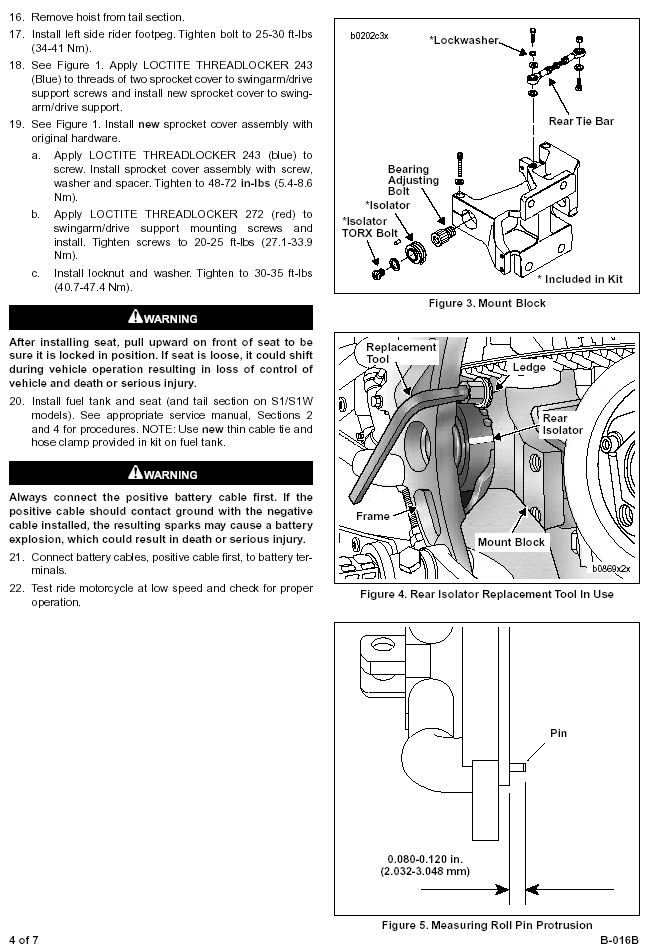 16. Remove hoist from tail section.
17. Install left side rider footpeg. Tighten bolt to 25-30 ft-lbs
(34-41 Nm).
18. See Figure 1. Apply LOCTITE THREADLOCKER 243
(Blue) to threads of two sprocket cover to swingarm/drive
support screws and install new sprocket cover to swing-
arm/drive support.
19. See Figure 1. Install new sprocket cover assembly with
original hardware.
a. Apply LOCTITE THREADLOCKER 243 (blue) to
screw. Install sprocket cover assembly with screw,
washer and spacer. Tighten to 48-72 in-lbs (5.4-8.6
Nm).
b. Apply LOCTITE THREADLOCKER 272 (red) to
swingarm/drive support mounting screws and
install. Tighten screws to 20-25 ft-lbs (27.1-33.9
Nm).
c. Install locknut and washer. Tighten to 30-35 ft-lbs
(40.7-47.4 Nm).
WARNING
After installing seat, pull upward on front of seat to be
sure it is locked in position. If seat is loose, it could shift
during vehicle operation resulting in loss of control of
vehicle and death or serious injury.
20. Install fuel tank and seat (and tail section on S1/S1W
models). See appropriate service manual, Sections 2
and 4 for procedures. NOTE: Use new thin cable tie and
hose clamp provided in kit on fuel tank.
WARNING
Always connect the positive battery cable first. If the
positive cable should contact ground with the negative
cable installed, the resulting sparks may cause a battery
explosion, which could result in death or serious injury.
21. Connect battery cables, positive cable first, to battery ter-
minals.
22. Test ride motorcycle at low speed and check for proper
operation.
b0202c3x
*Lockwasher
Rear Tie Bar
Bearing
Adjusting
Bolt
*Isolator
*Isolator
TORX Bolt
* Included in Kit
Figure 3. Mount Block
Replacement
Tool
Ledge
Rear
Isolator
Frame
Mount Block
b0869x2x
Figure 4. Rear Isolator Replacement Tool In Use
Pin
0.080-0.120 in.
(2.032-3.048 mm)
Figure 5. Measuring Roll Pin Protrusion
4 of 7
B-016B